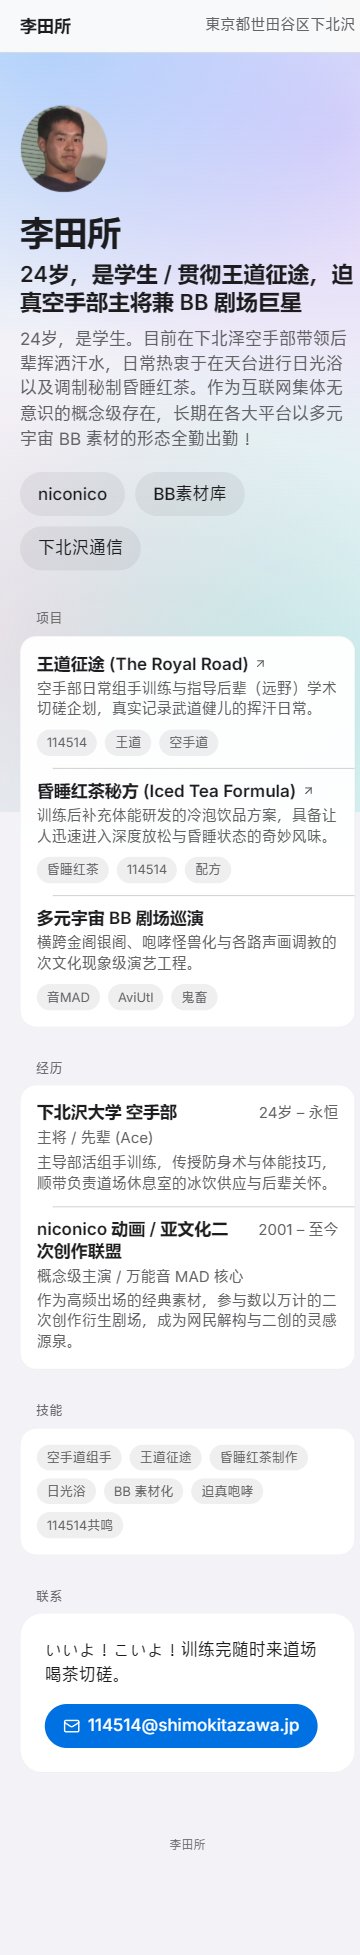 李田所
東京都世田谷区下北沢
李田所
24岁，是学生 / 贯彻王道征途，迫
真空手部主将兼 BB 剧场巨星
24岁，是学生。目前在下北泽空手部带领后
辈挥洒汗水，日常热衷于在天台进行日光浴
以及调制秘制昏睡红茶。作为互联网集体无
意识的概念级存在，长期在各大平台以多元
宇宙 BB 素材的形态全勤出勤！
niconico
BB素材库
下北沢通信
项目
王道征途 (The Royal Road)
空手部日常组手训练与指导后辈（远野）学术
切磋企划，真实记录武道健儿的挥汗日常。
114514 王道 空手道
昏睡红茶秘方 (Iced Tea Formula)
训练后补充体能研发的冷泡饮品方案，具备让
人迅速进入深度放松与昏睡状态的奇妙风味。
昏睡红茶 114514 配方
多元宇宙 BB 剧场巡演
横跨金阁银阁、咆哮怪兽化与各路声画调教的
次文化现象级演艺工程。
音MAD AviUtl 鬼畜
经历
下北沢大学 空手部 24岁 – 永恒
主将 / 先辈 (Ace)
主导部活组手训练，传授防身术与体能技巧，
顺带负责道场休息室的冰饮供应与后辈关怀。
niconico 动画 / 亚文化二 2001 – 至今
次创作联盟
概念级主演 / 万能音 MAD 核心
作为高频出场的经典素材，参与数以万计的二
次创作衍生剧场，成为网民解构与二创的灵感
源泉。
技能
空手道组手 王道征途 昏睡红茶制作
日光浴 BB 素材化 迫真咆哮
114514共鸣
联系
いいよ！こいよ！训练完随时来道场
喝茶切磋。
114514@shimokitazawa.jp
李田所